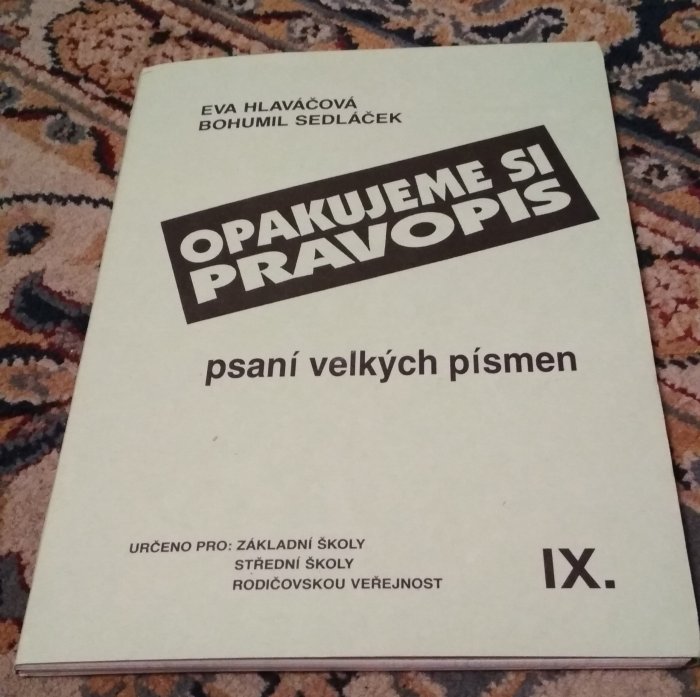 EVA HLAVÁČOVÁ
BOHUMIL SEDLÁČEK
OPAKUJEME SI
PRAVOPIS
psaní velkých písmen
URČENO PRO: ZÁKLADNÍ ŠKOLY
STŘEDNÍ ŠKOLY
RODIČOVSKOU VEŘEJNOST
IX.